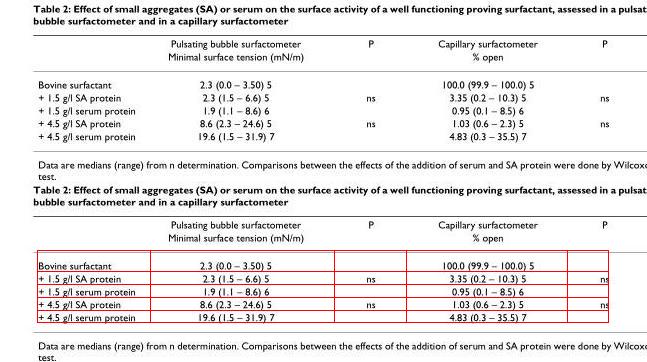 Table 2: Effect of small aggregates (SA) or serum on the surface activity of a well functioning proving surfactant, assessed in a pulsat
bubble surfactometer and in a capillary surfactometer
Pulsating bubble surfactometer P Capillary surfactometer P
Minimal surface tension (mN/m) % open
Bovine surfactant 2.3 (0.0 – 3.50) 5 100.0 (99.9 – 100.0) 5
+ 1.5 g/l SA protein 2.3 (1.5 – 6.6) 5 ns 3.35 (0.2 – 10.3) 5 ns
+ 1.5 g/l serum protein 1.9 (1.1 – 8.6) 6 0.95 (0.1 – 8.5) 6
+ 4.5 g/l SA protein 8.6 (2.3 – 24.6) 5 ns 1.03 (0.6 – 2.3) 5 ns
+ 4.5 g/l serum protein 19.6 (1.5 – 31.9) 7 4.83 (0.3 – 35.5) 7
Data are medians (range) from n determination. Comparisons between the effects of the addition of serum and SA protein were done by Wilcoxo
test.
Table 2: Effect of small aggregates (SA) or serum on the surface activity of a well functioning proving surfactant, assessed in a pulsat
bubble surfactometer and in a capillary surfactometer
Pulsating bubble surfactometer P Capillary surfactometer P
Minimal surface tension (mN/m) % open
Bovine surfactant 2.3 (0.0 – 3.50) 5 100.0 (99.9 – 100.0) 5
+ 1.5 g/l SA protein 2.3 (1.5 – 6.6) 5 ns 3.35 (0.2 – 10.3) 5 ns
+ 1.5 g/l serum protein 1.9 (1.1 – 8.6) 6 0.95 (0.1 – 8.5) 6
+ 4.5 g/l SA protein 8.6 (2.3 – 24.6) 5 ns 1.03 (0.6 – 2.3) 5 ns
+ 4.5 g/l serum protein 19.6 (1.5 – 31.9) 7 4.83 (0.3 – 35.5) 7
Data are medians (range) from n determination. Comparisons between the effects of the addition of serum and SA protein were done by Wilcoxo
test.